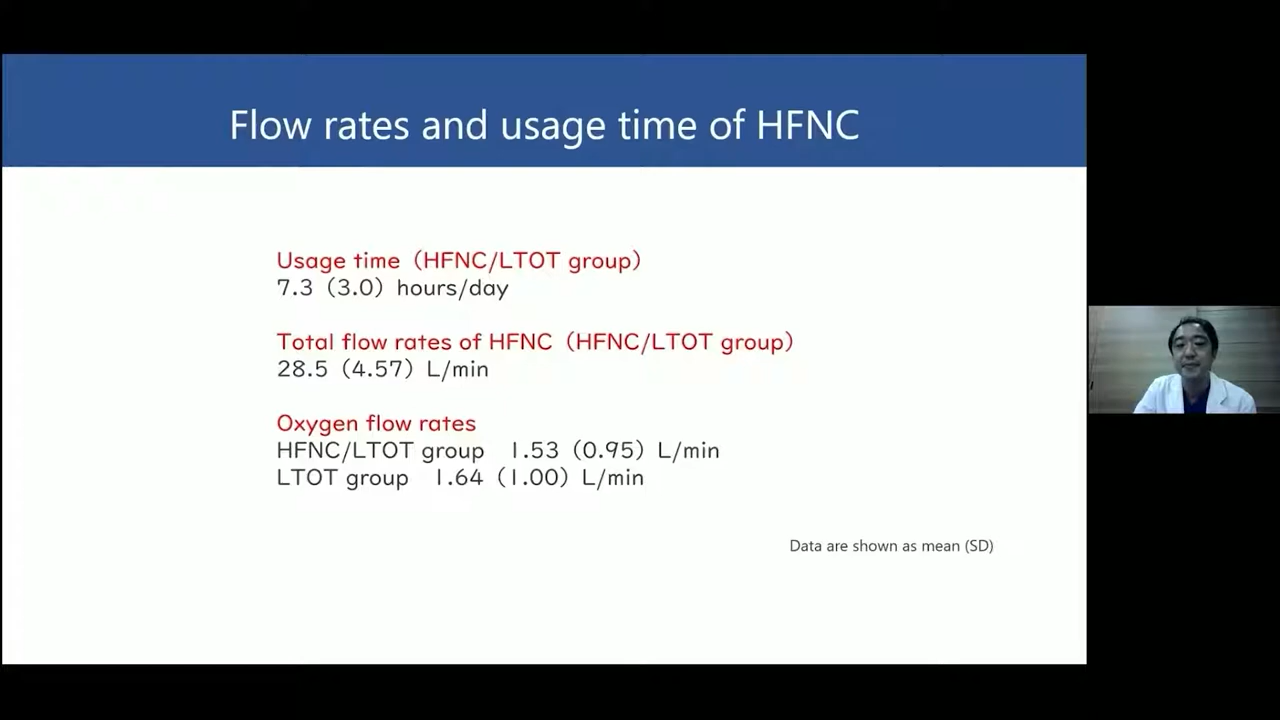 Flow rates and usage time of HFNC
Usage time（HFNC/LTOT group）
7.3（3.0）hours/day
Total flow rates of HFNC（HFNC/LTOT group）
28.5（4.57）L/min
Oxygen flow rates
HFNC/LTOT group 1.53（0.95）L/min
LTOT group 1.64（1.00）L/min
Data are shown as mean (SD)